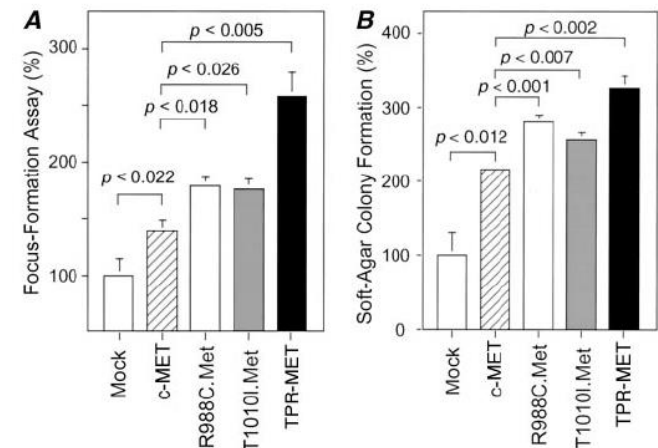 A
Focus-Formation Assay (%)
300
200
100
p < 0.005
p < 0.026
p < 0.018
p < 0.022
Mock
c-MET
R988C.Met
T1010I.Met
TPR-MET
B
Soft-Agar Colony Formation (%)
400
300
200
100
0
p < 0.002
p < 0.007
p < 0.001
p < 0.012
Mock
c-MET
R988C.Met
T1010I.Met
TPR-MET